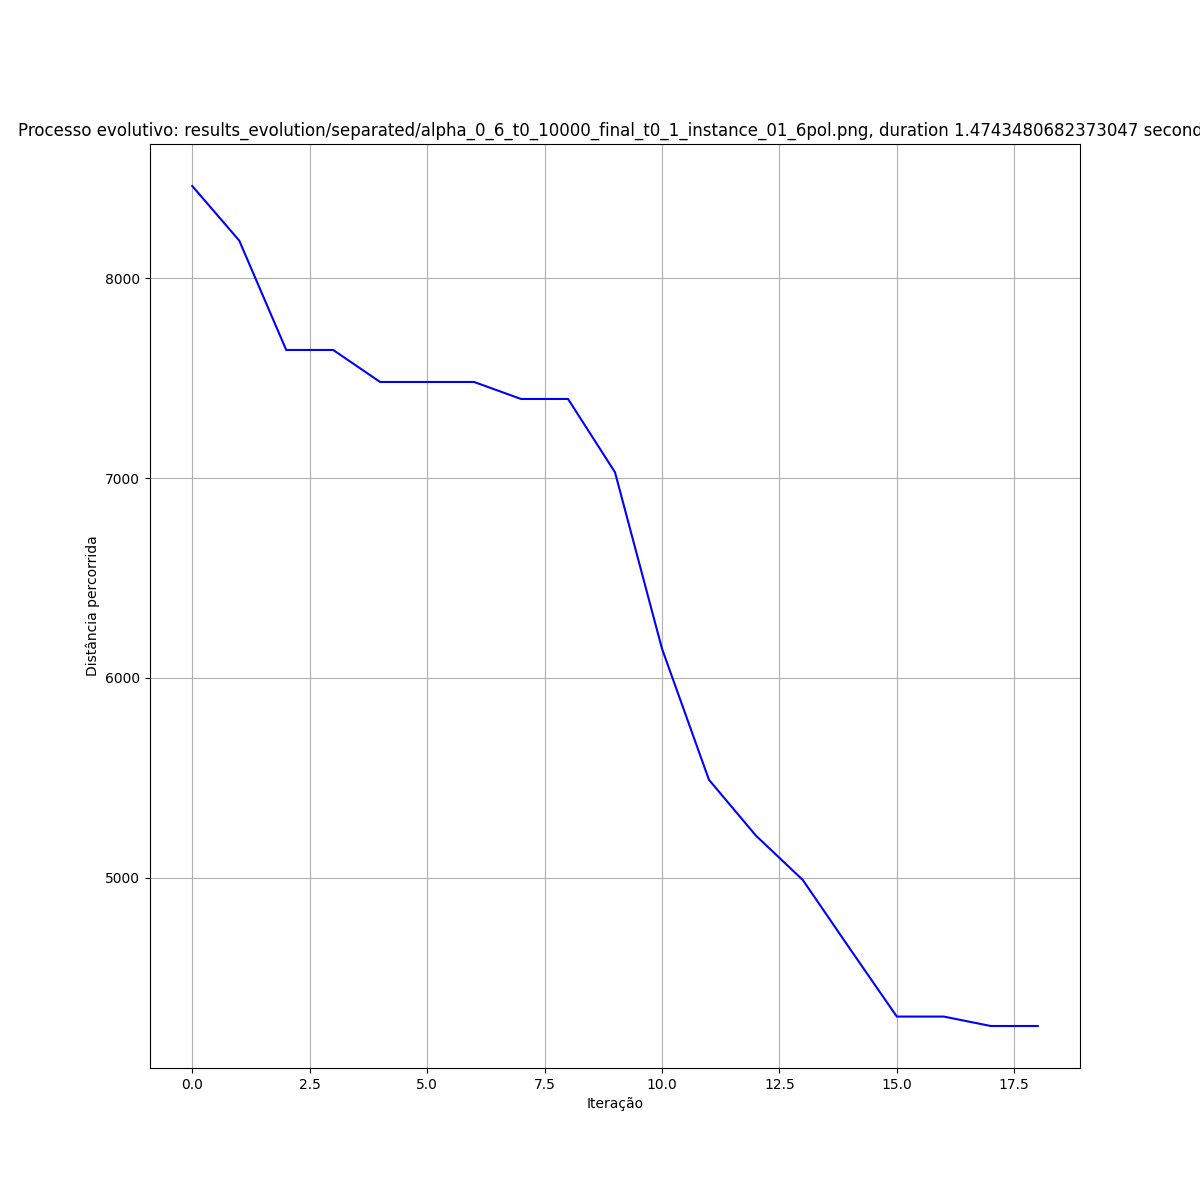 Processo evolutivo: results_evolution/separated/alpha_0_6_t0_10000_final_t0_1_instance_01_6pol.png, duration 1.4743480682373047 second
8000
7000
6000
5000
Distância percorrida
0.0 2.5 5.0 7.5 10.0 12.5 15.0 17.5
Iteração